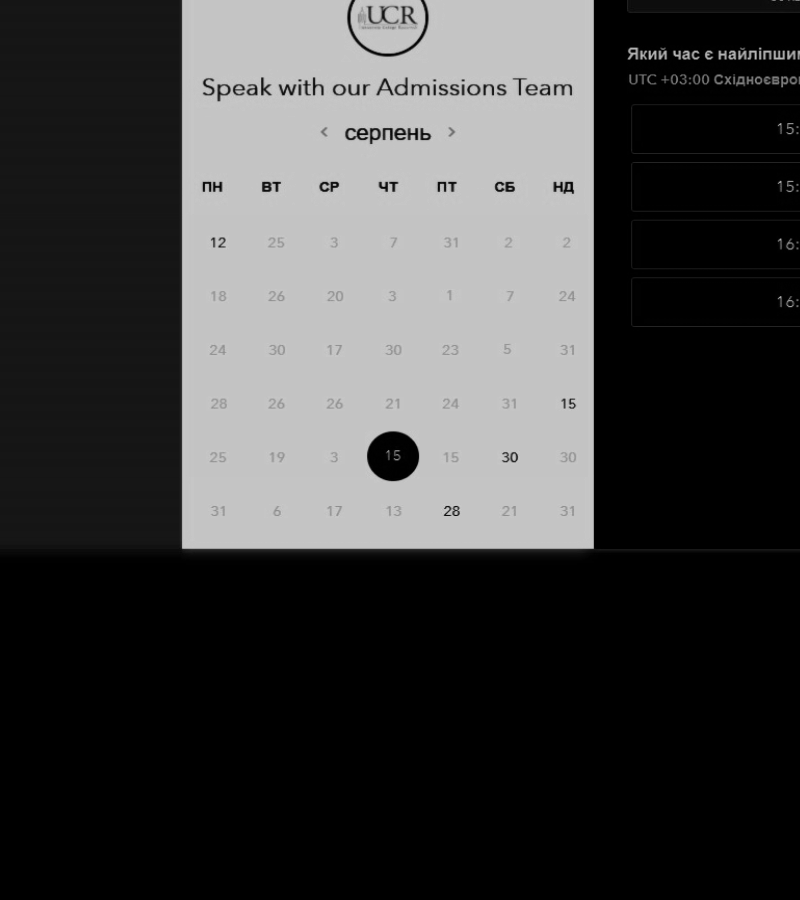 UCR
Speak with our Admissions Team
‹ серпень ›
ПН ВТ СР ЧТ ПТ СБ НД
12 25 3 7 31 2 2
18 26 20 3 1 7 24
24 30 17 30 23 5 31
28 26 26 21 24 31 15
25 19 3 15 15 30 30
31 6 17 13 28 21 31
Який час є
UTC +03:00
15:
15:
16:
16: